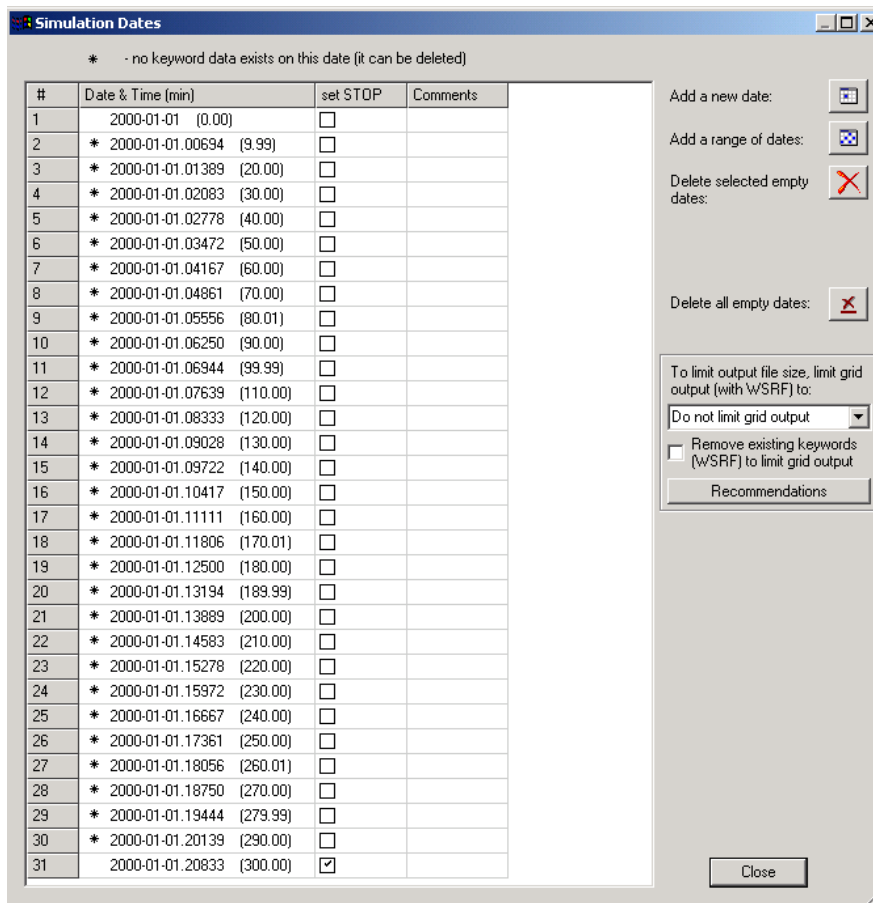 Simulation Dates
* - no keyword data exists on this date (it can be deleted)
# Date & Time (min) set STOP Comments
1 2000-01-01 (0.00)
2 * 2000-01-01.00694 (9.99)
3 * 2000-01-01.01389 (20.00)
4 * 2000-01-01.02083 (30.00)
5 * 2000-01-01.02778 (40.00)
6 * 2000-01-01.03472 (50.00)
7 * 2000-01-01.04167 (60.00)
8 * 2000-01-01.04861 (70.00)
9 * 2000-01-01.05556 (80.01)
10 * 2000-01-01.06250 (90.00)
11 * 2000-01-01.06944 (99.99)
12 * 2000-01-01.07639 (110.00)
13 * 2000-01-01.08333 (120.00)
14 * 2000-01-01.09028 (130.00)
15 * 2000-01-01.09722 (140.00)
16 * 2000-01-01.10417 (150.00)
17 * 2000-01-01.11111 (160.00)
18 * 2000-01-01.11806 (170.01)
19 * 2000-01-01.12500 (180.00)
20 * 2000-01-01.13194 (189.99)
21 * 2000-01-01.13889 (200.00)
22 * 2000-01-01.14583 (210.00)
23 * 2000-01-01.15278 (220.00)
24 * 2000-01-01.15972 (230.00)
25 * 2000-01-01.16667 (240.00)
26 * 2000-01-01.17361 (250.00)
27 * 2000-01-01.18056 (260.01)
28 * 2000-01-01.18750 (270.00)
29 * 2000-01-01.19444 (279.99)
30 * 2000-01-01.20139 (290.00)
31 2000-01-01.20833 (300.00)
Add a new date:
Add a range of dates:
Delete selected empty
dates:
Delete all empty dates:
To limit output file size, limit grid
output (with WSRF) to:
Do not limit grid output
Remove existing keywords
(WSRF) to limit grid output
Recommendations
Close